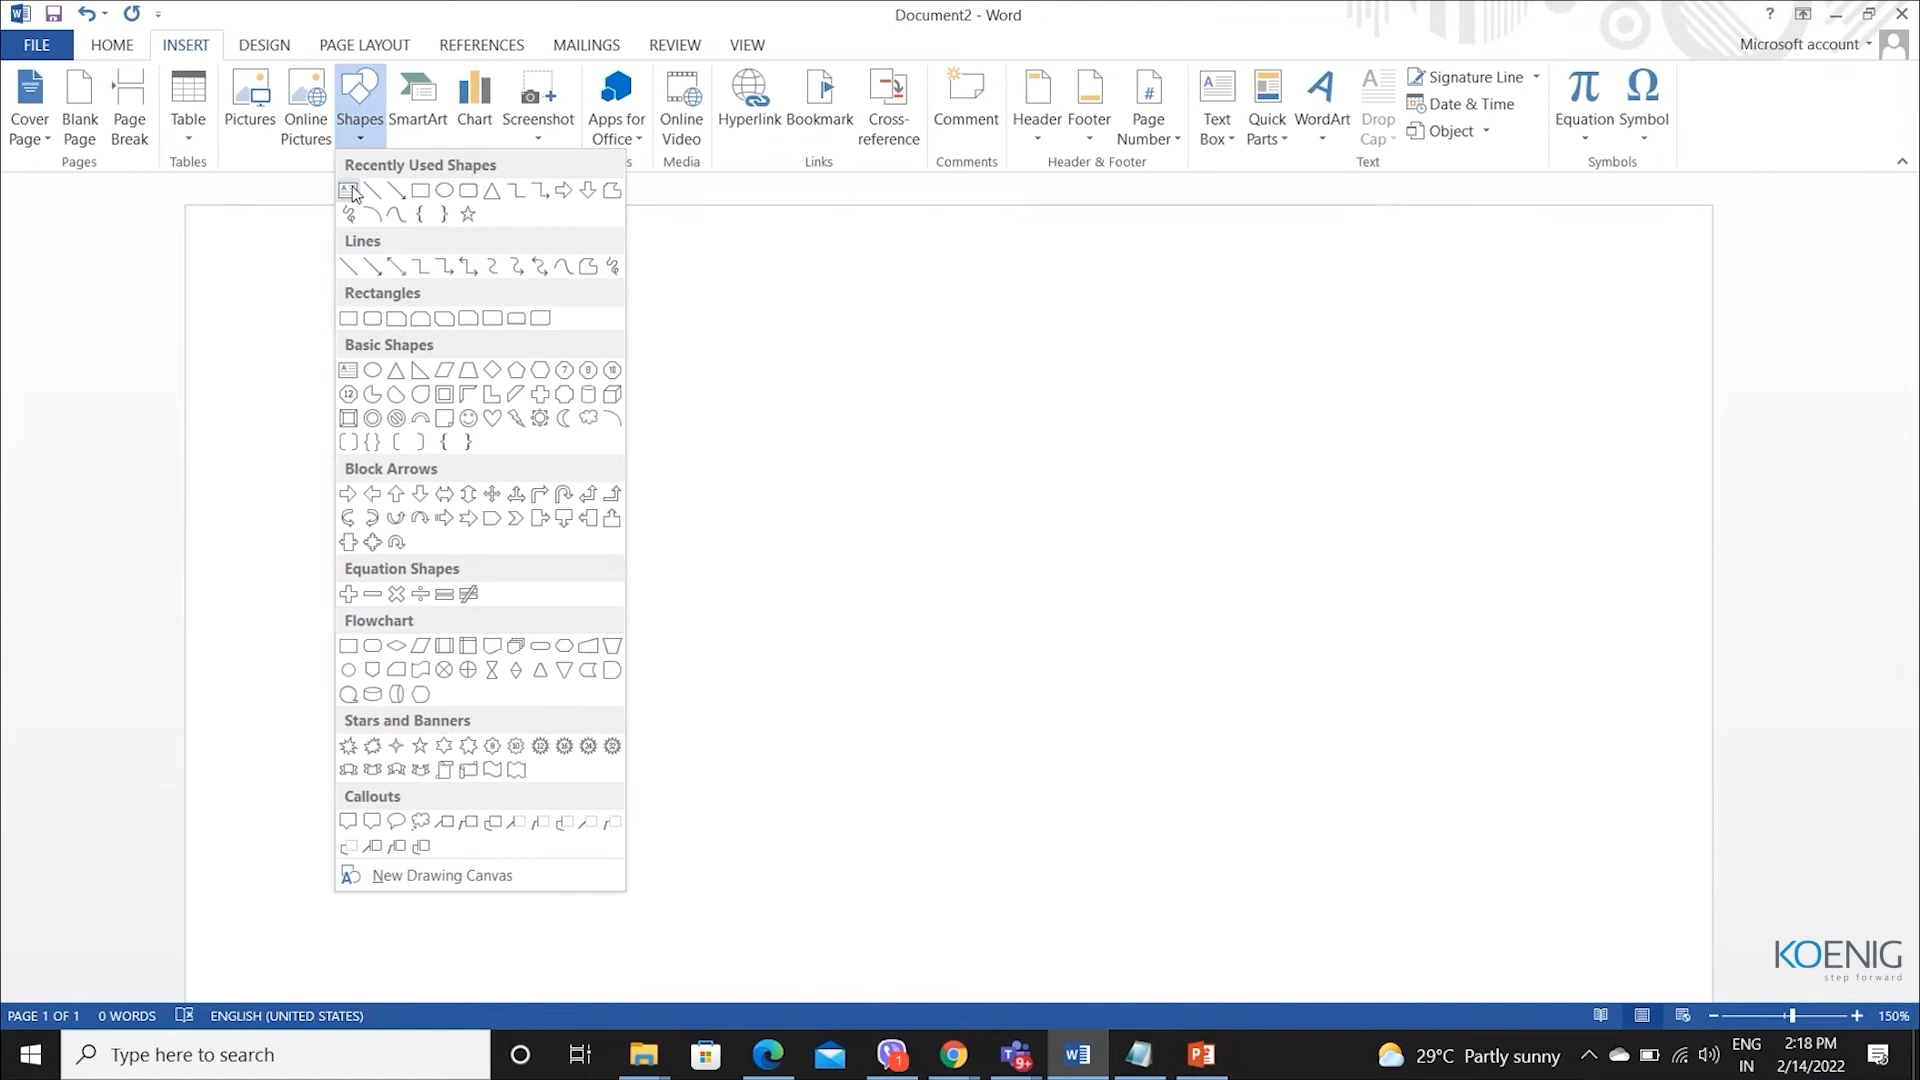 Document2 - Word
?
Microsoft account
FILE HOME INSERT DESIGN PAGE LAYOUT REFERENCES MAILINGS REVIEW VIEW
Cover Page
Blank Page
Page Break
Pages
Table
Tables
Pictures
Online Pictures
Shapes
SmartArt
Chart
Screenshot
Apps for Office
s
Online Video
Media
Hyperlink
Bookmark
Cross-reference
Links
Comment
Comments
Header
Footer
Page Number
Header & Footer
Text Box
Quick Parts
WordArt
Drop Cap
Signature Line
Date & Time
Object
Text
Equation
Symbol
Symbols
Recently Used Shapes
Lines
Rectangles
Basic Shapes
Block Arrows
Equation Shapes
Flowchart
Stars and Banners
Callouts
New Drawing Canvas
KOENIG
step forward
PAGE 1 OF 1 0 WORDS ENGLISH (UNITED STATES) 150%
Type here to search
1
9+
29°C Partly sunny
ENG
IN
2:18 PM
2/14/2022